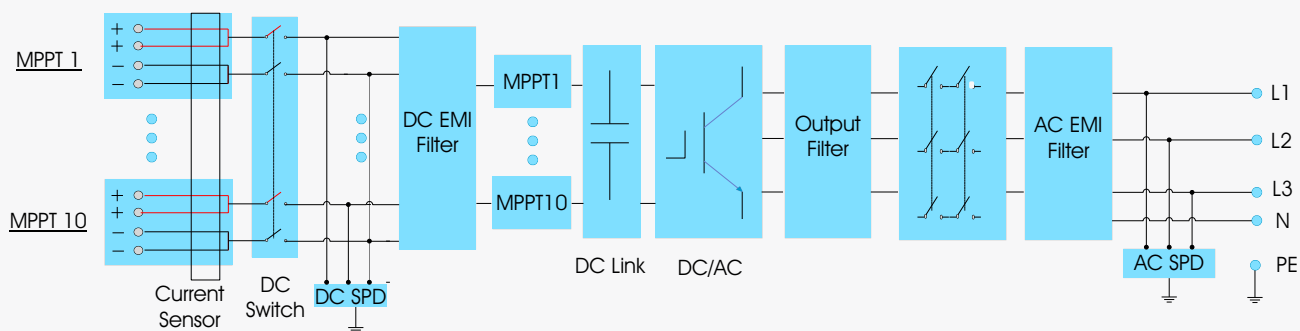 MPPT 1
+
+
−
−
MPPT 10
+
+
−
−
Current
Sensor
DC
Switch
DC SPD
DC EMI
Filter
MPPT1
MPPT10
DC Link
DC/AC
Output
Filter
AC EMI
Filter
L1
L2
L3
N
AC SPD
PE